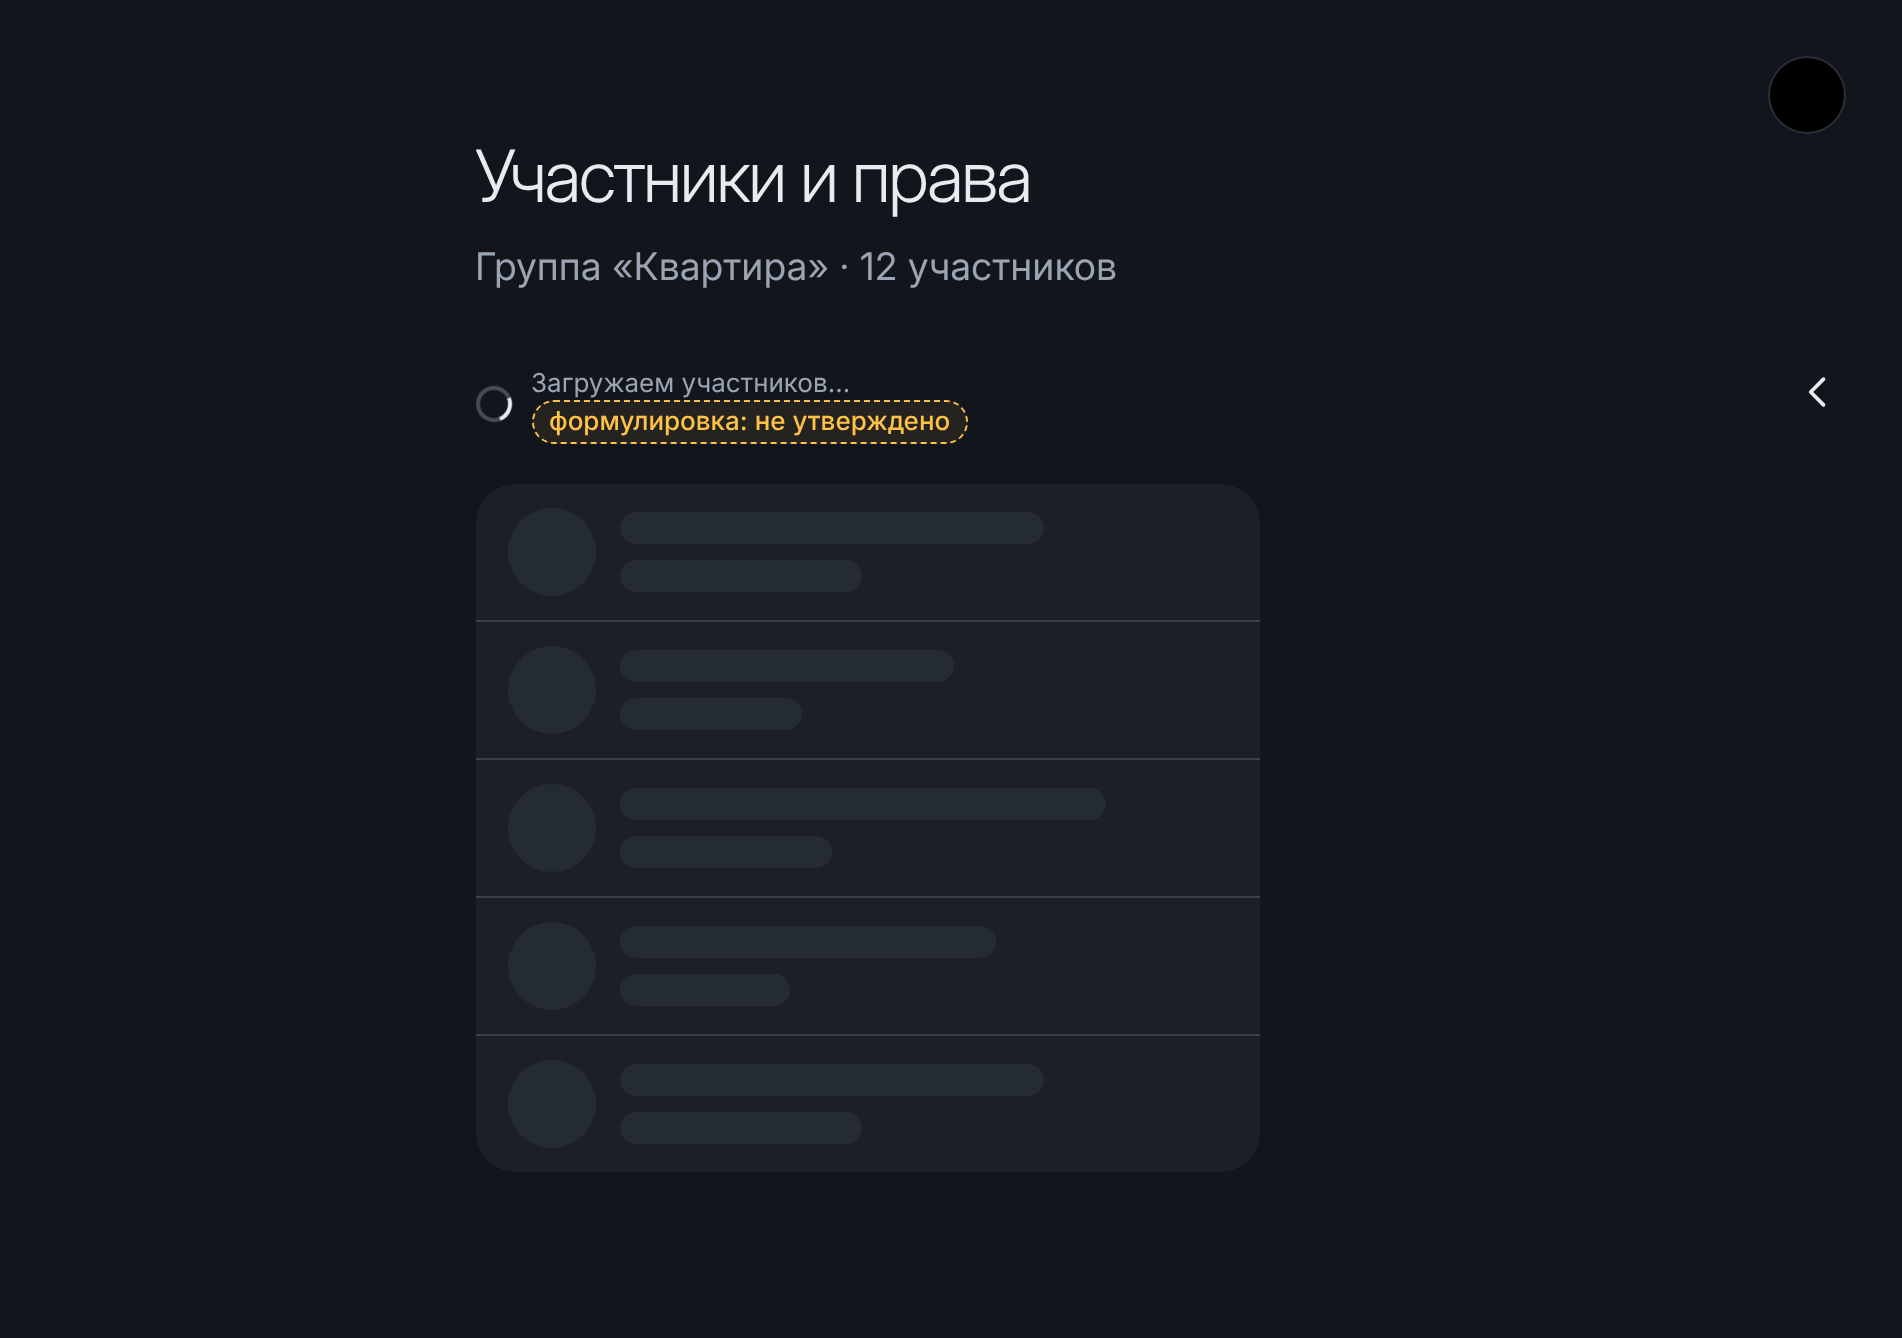 Участники и права
Группа «Квартира» · 12 участников
Загружаем участников...
формулировка: не утверждено